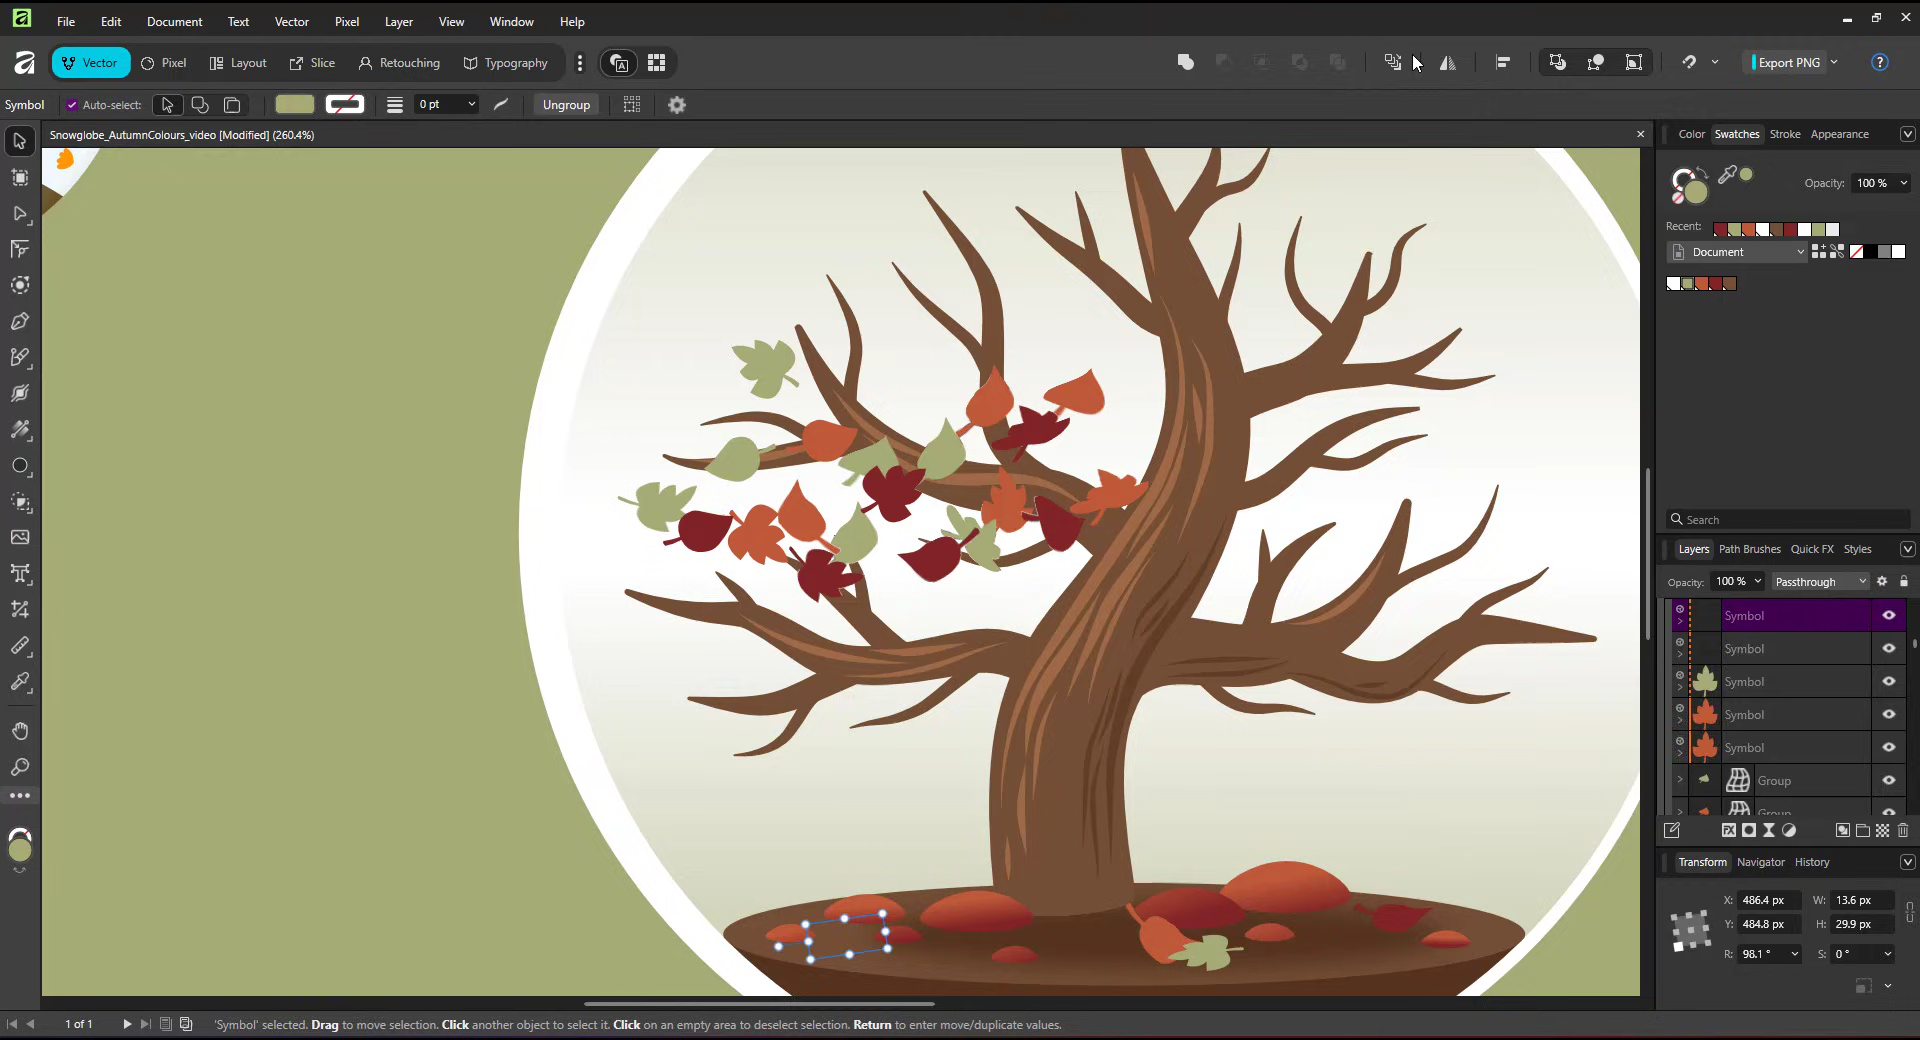 File Edit Document Text Vector Pixel Layer View Window Help
Vector Pixel Layout Slice Retouching Typography Export PNG
Symbol Auto-select: 0 pt Ungroup
Snowglobe_AutumnColours_video [Modified] (260.4%)
Color Swatches Stroke Appearance
Opacity: 100 %
Recent:
Document
Search
Layers Path Brushes Quick FX Styles
Opacity: 100 % Passthrough
Symbol
Symbol
Symbol
Symbol
Symbol
Group
Group
Transform Navigator History
X: 486.4 px W: 13.6 px
Y: 484.8 px H: 29.9 px
R: 98.1 ° S: 0 °
1 of 1 'Symbol' selected. Drag to move selection. Click another object to select it. Click on an empty area to deselect selection. Return to enter move/duplicate values.